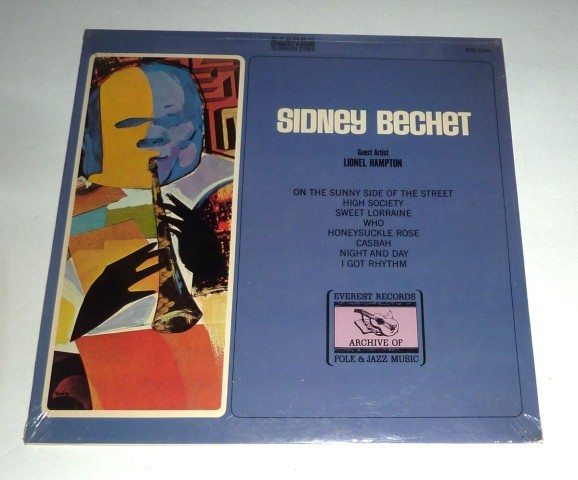 STEREO
SIDNEY BECHET
Guest Artist
LIONEL HAMPTON
ON THE SUNNY SIDE OF THE STREET
HIGH SOCIETY
SWEET LORRAINE
WHO
HONEYSUCKLE ROSE
CASBAH
NIGHT AND DAY
I GOT RHYTHM
EVEREST RECORDS
ARCHIVE OF
FOLK & JAZZ MUSIC